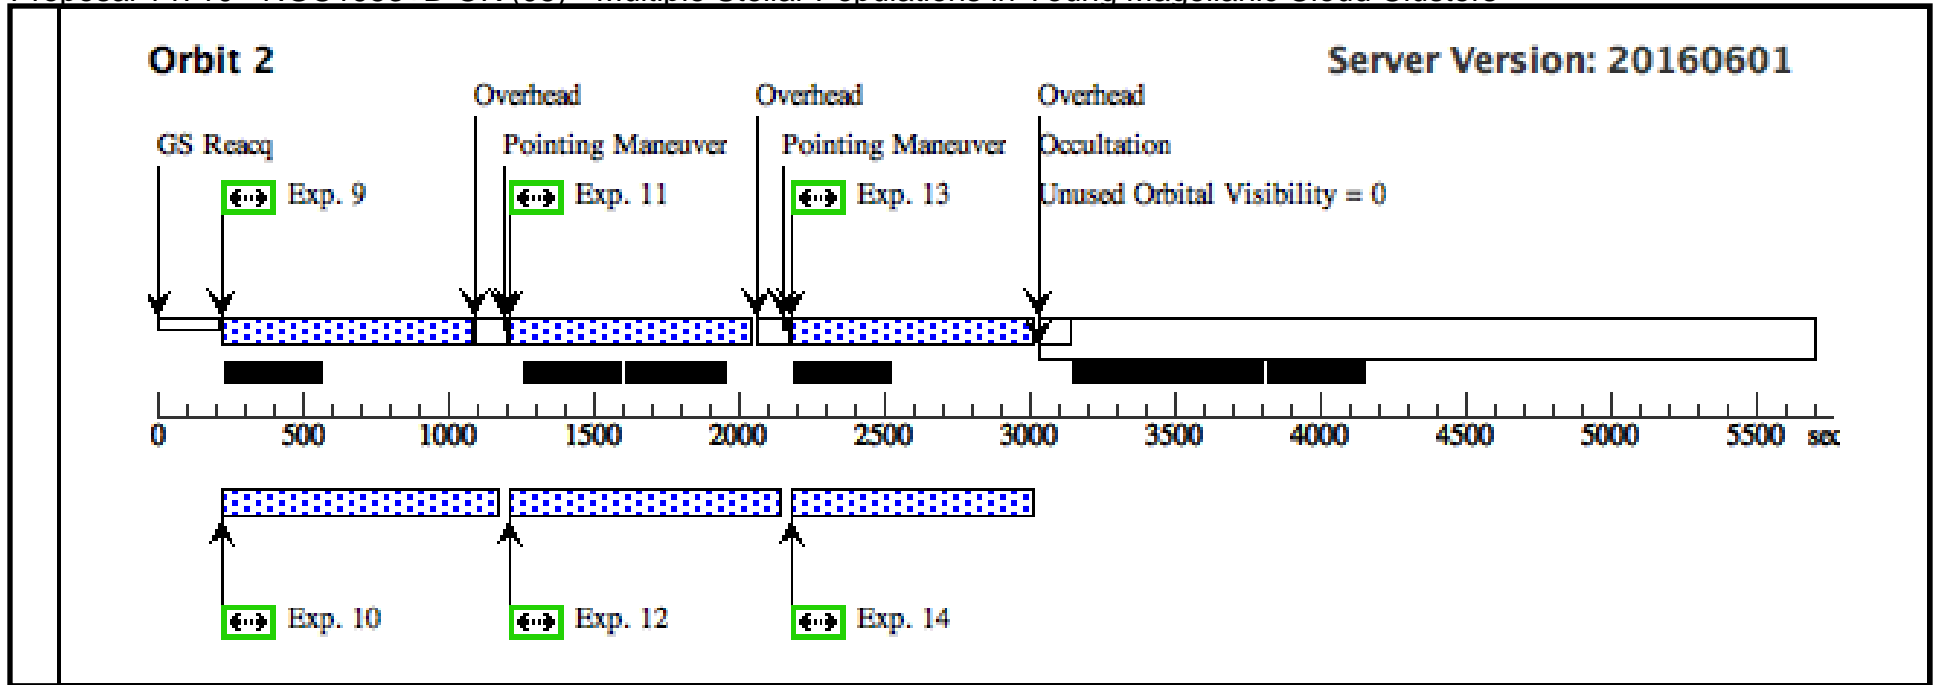 Orbit 2
Server Version: 20160601
Overhead Overhead Overhead
GS Reacq Pointing Maneuver Pointing Maneuver Occultation
Exp. 9 Exp. 11 Exp. 13 Unused Orbital Visibility = 0
0 500 1000 1500 2000 2500 3000 3500 4000 4500 5000 5500 sec
Exp. 10 Exp. 12 Exp. 14